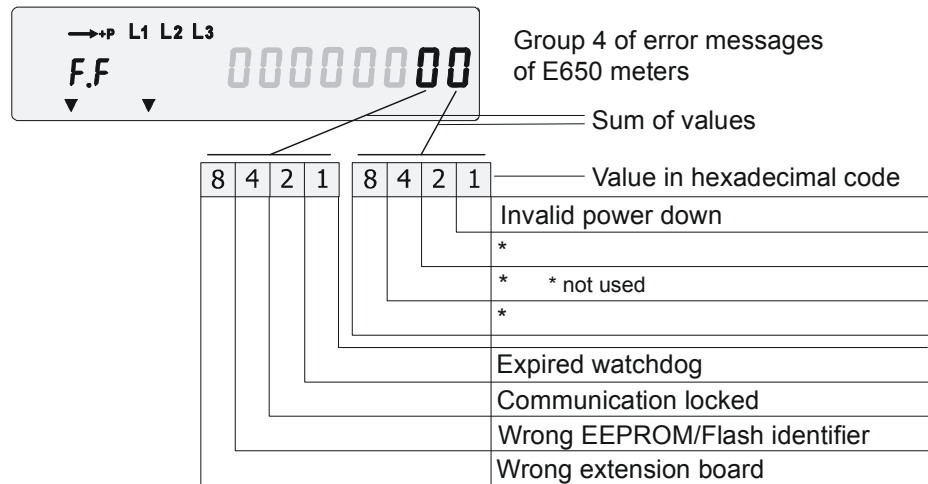 +P L1 L2 L3
F.F 00000000
Group 4 of error messages
of E650 meters
Sum of values
8 4 2 1 8 4 2 1 Value in hexadecimal code
Invalid power down
*
* * not used
*
Expired watchdog
Communication locked
Wrong EEPROM/Flash identifier
Wrong extension board